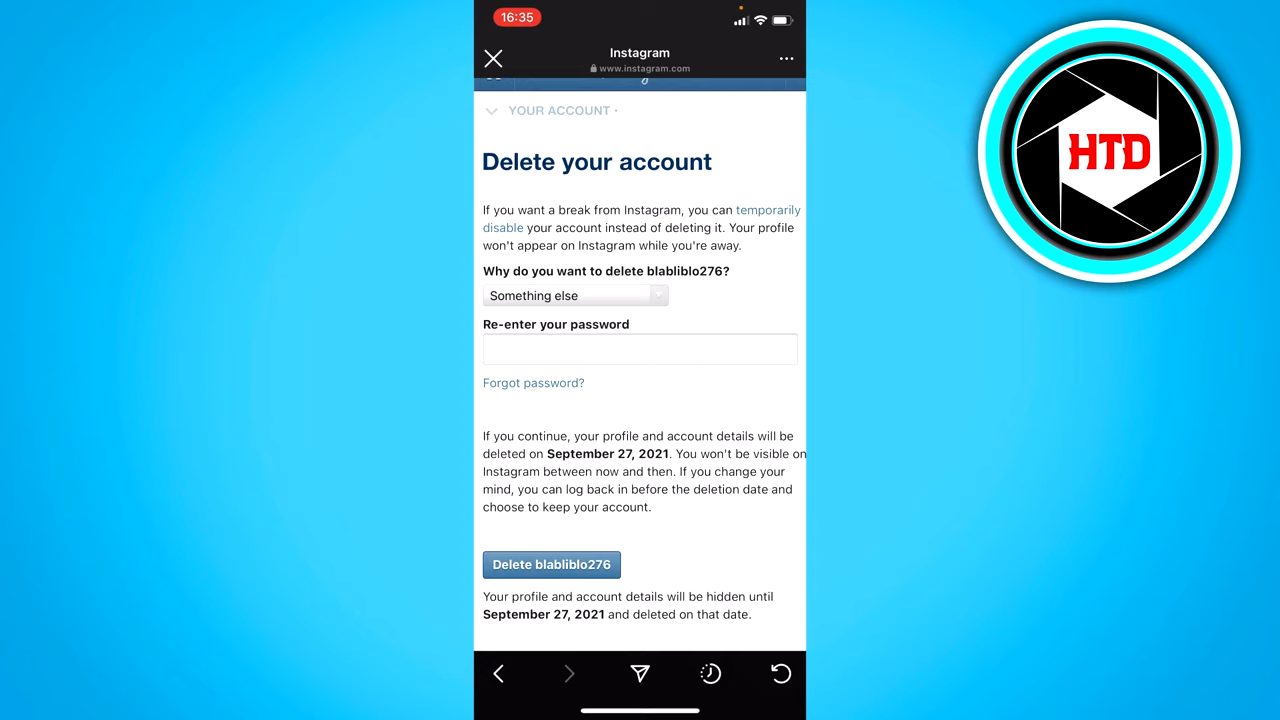 16:35
Instagram
www.instagram.com
YOUR ACCOUNT ·
Delete your account
If you want a break from Instagram, you can temporarily
disable your account instead of deleting it. Your profile
won't appear on Instagram while you're away.
Why do you want to delete blabliblo276?
Something else
Re-enter your password
Forgot password?
If you continue, your profile and account details will be
deleted on September 27, 2021. You won't be visible on
Instagram between now and then. If you change your
mind, you can log back in before the deletion date and
choose to keep your account.
Delete blabliblo276
Your profile and account details will be hidden until
September 27, 2021 and deleted on that date.
HTD